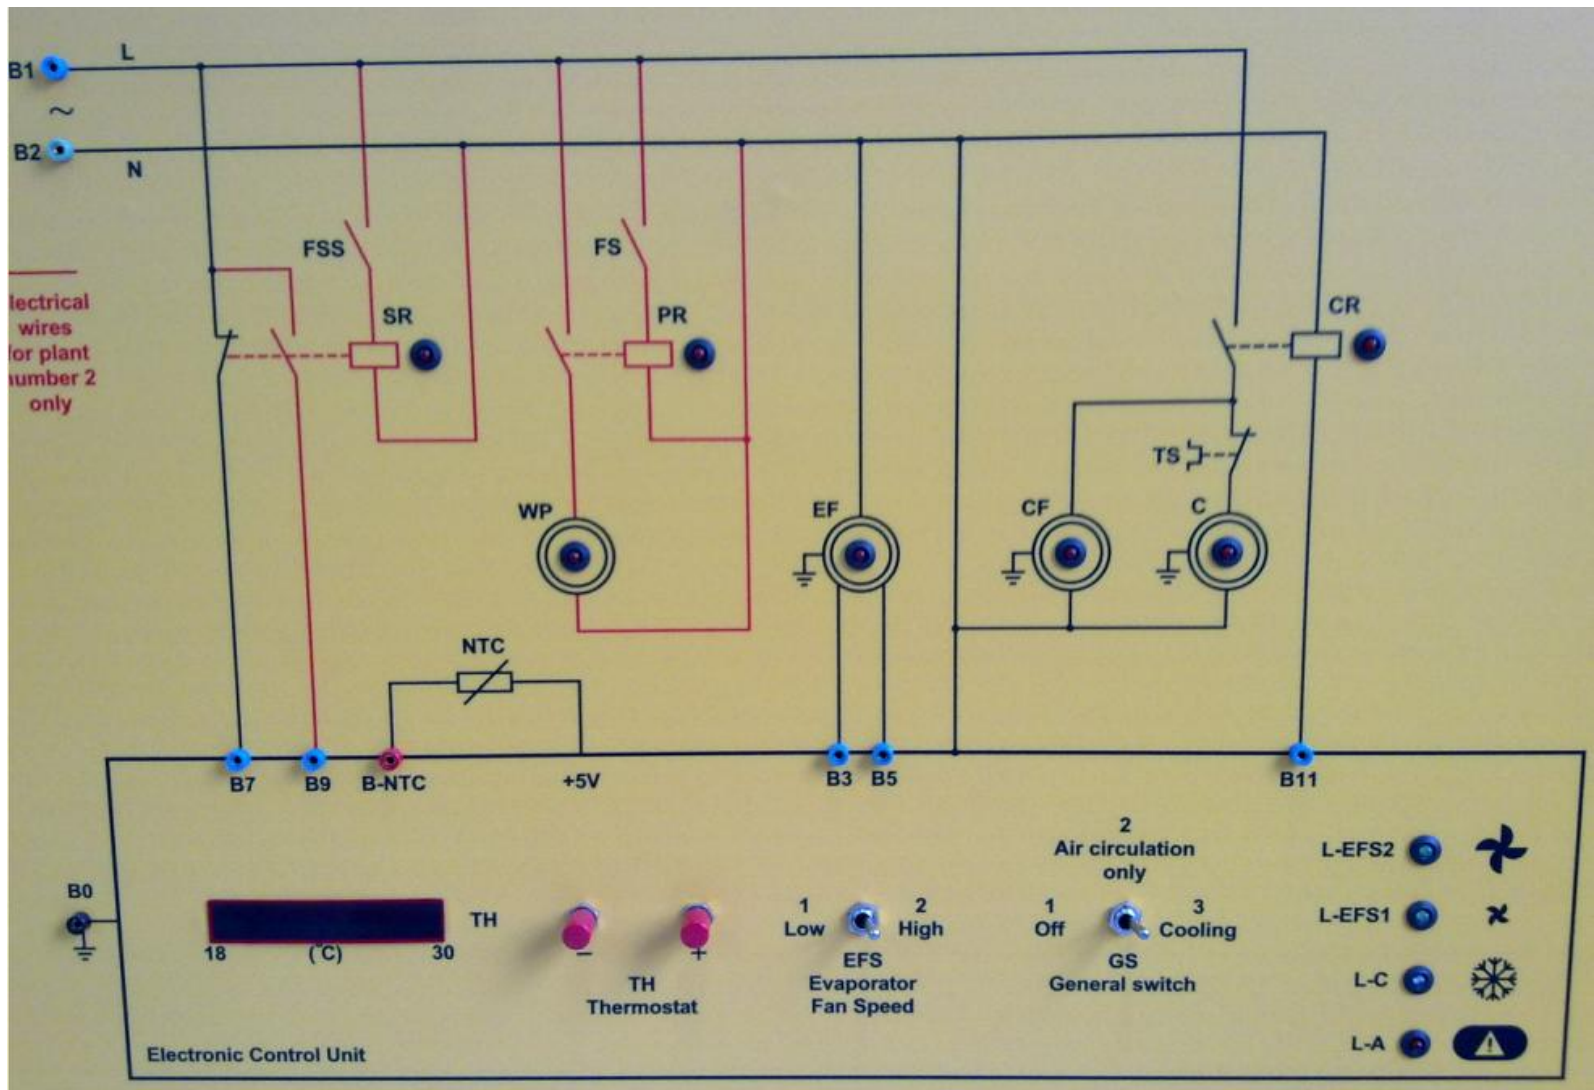 B1
L
~
B2
N
FSS
FS
SR
PR
CR
lectrical
wires
for plant
number 2
only
TS
WP
EF
CF
C
NTC
B7
B9
B-NTC
+5V
B3
B5
B11
B0
18
(°C)
30
TH
−
+
TH
Thermostat
1
Low
2
High
EFS
Evaporator
Fan Speed
2
Air circulation
only
1
Off
3
Cooling
GS
General switch
L-EFS2
L-EFS1
L-C
L-A
Electronic Control Unit